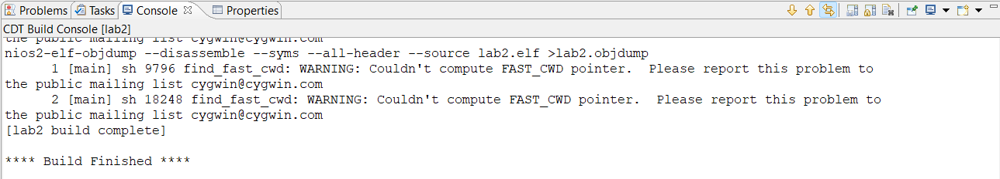 Problems Tasks Console Properties
CDT Build Console [lab2]
the public mailing list cygwin@cygwin.com
nios2-elf-objdump --disassemble --syms --all-header --source lab2.elf >lab2.objdump
      1 [main] sh 9796 find_fast_cwd: WARNING: Couldn't compute FAST_CWD pointer.  Please report this problem to
the public mailing list cygwin@cygwin.com
      2 [main] sh 18248 find_fast_cwd: WARNING: Couldn't compute FAST_CWD pointer.  Please report this problem to
the public mailing list cygwin@cygwin.com
[lab2 build complete]
**** Build Finished ****